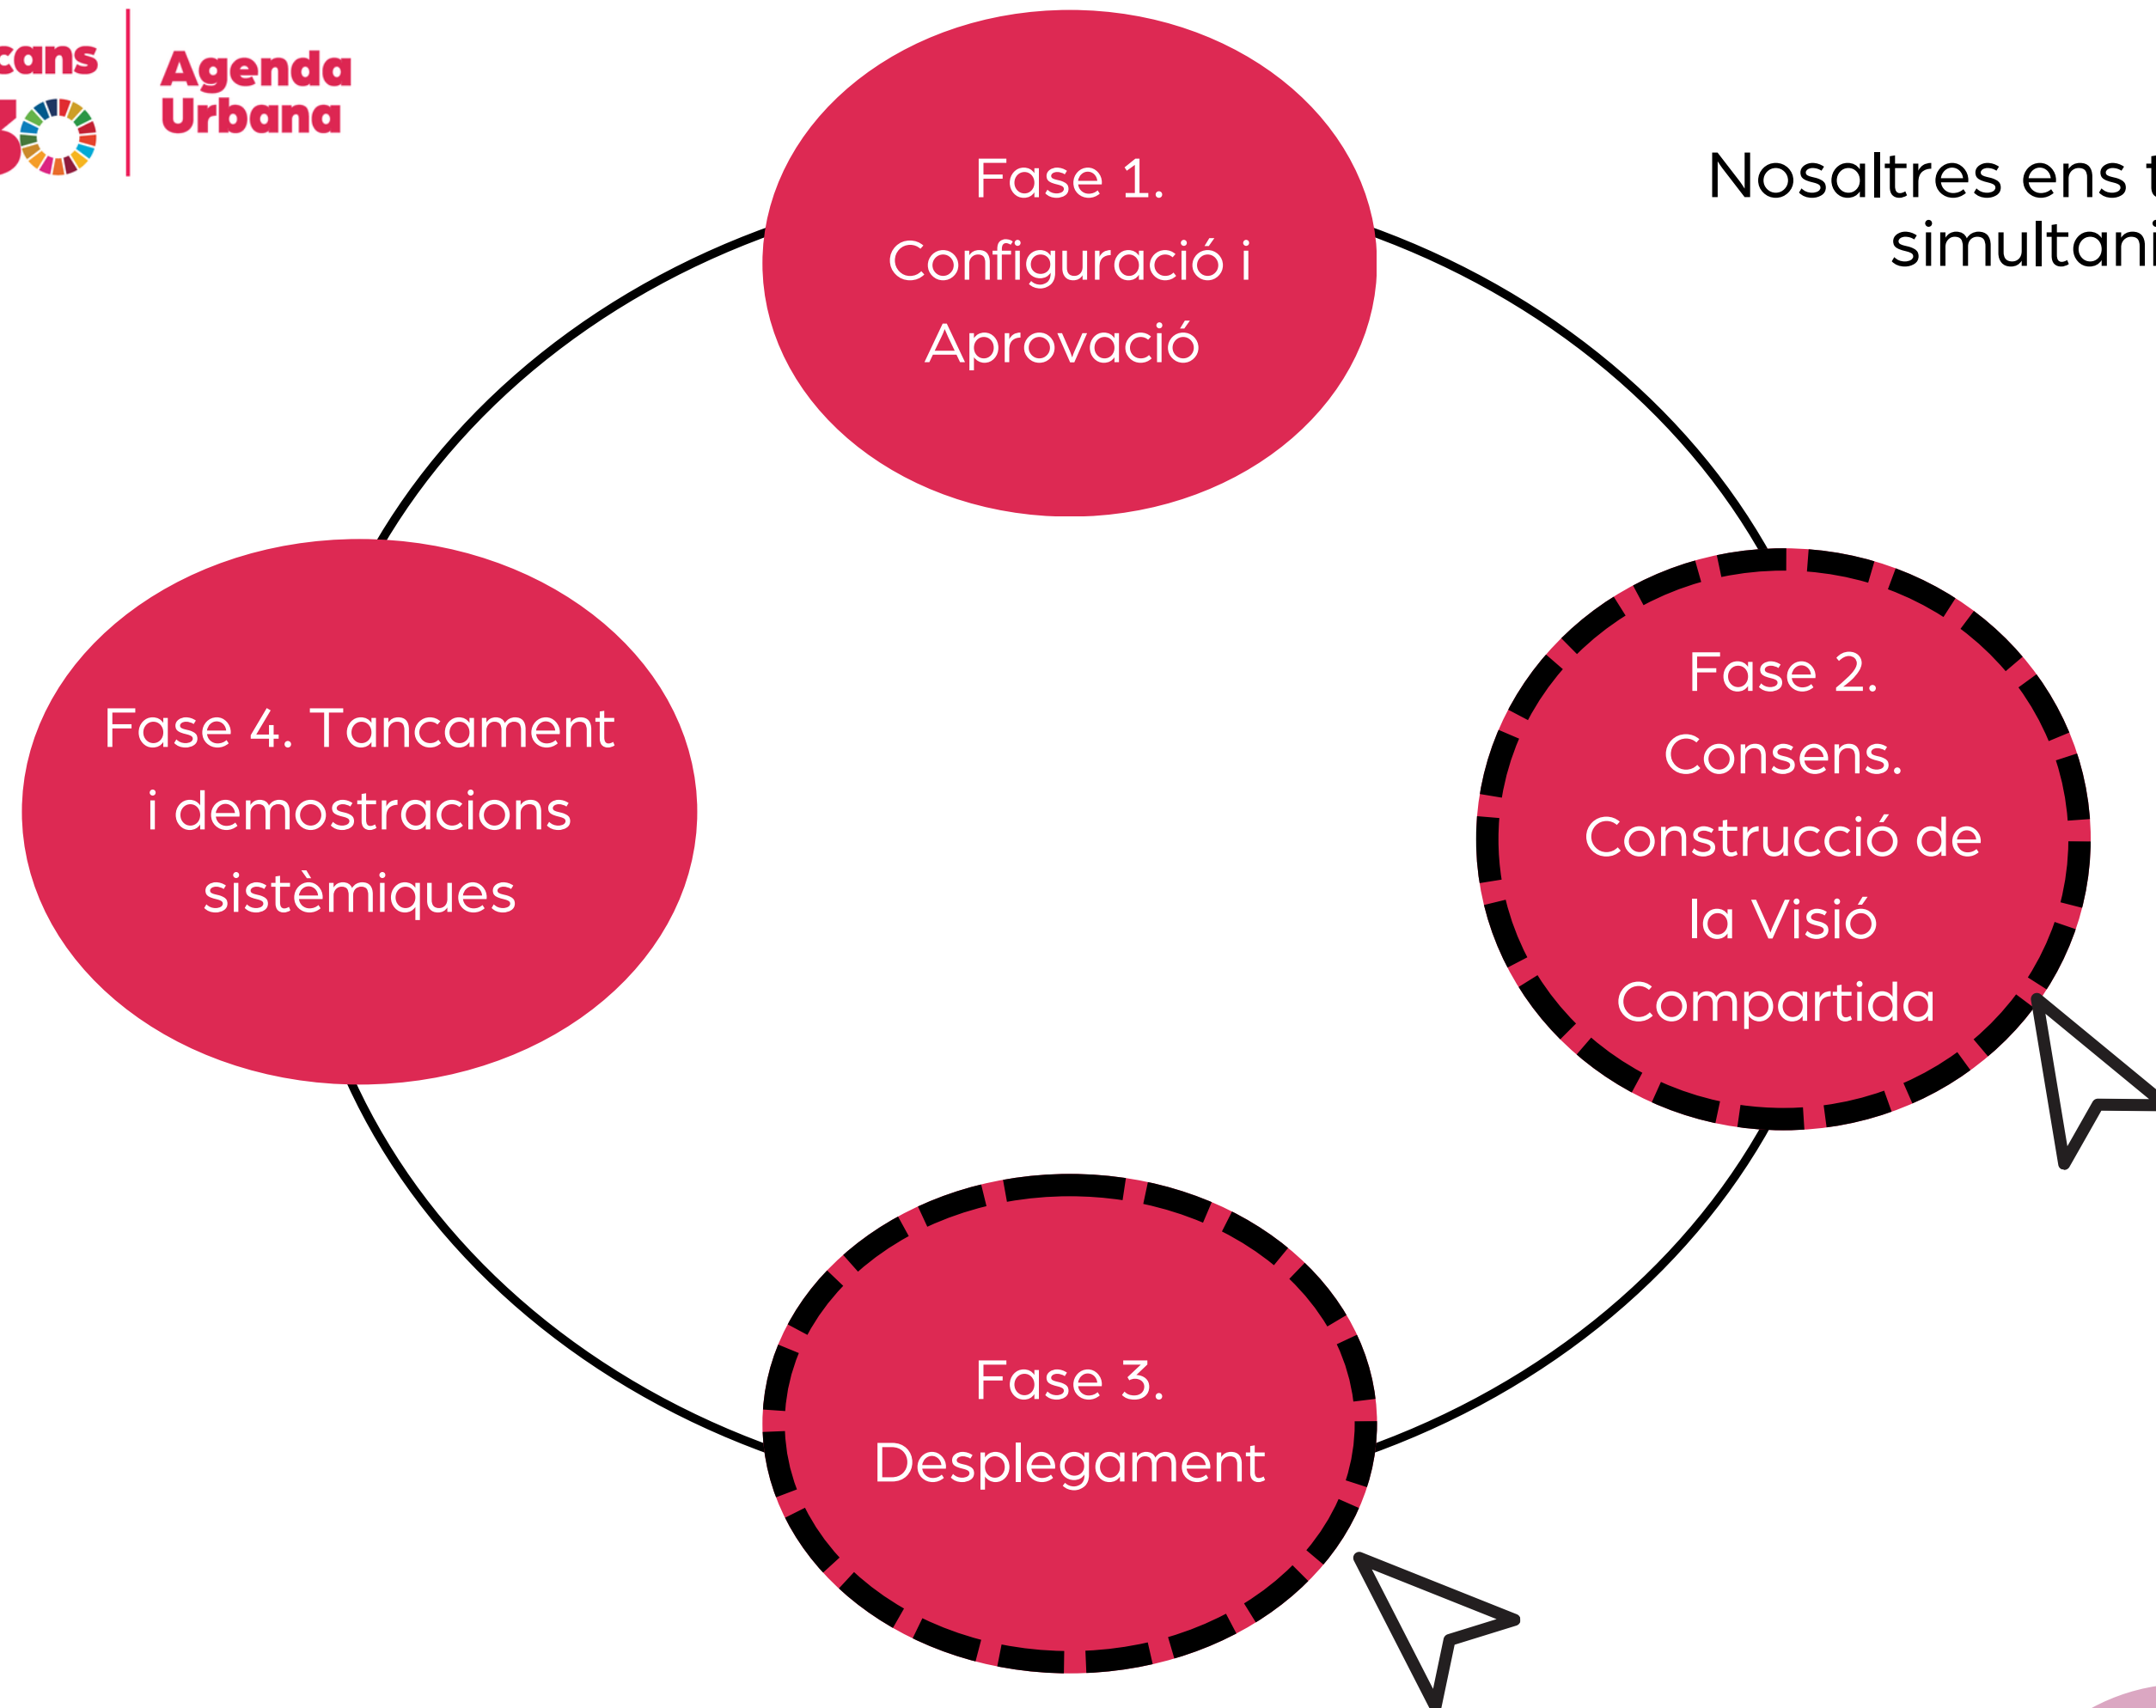 cans
30
Agenda
Urbana
Nosaltres ens t
simultani
Fase 1.
Configuració i
Aprovació
Fase 2.
Consens.
Construcció de
la Visió
Compartida
Fase 4. Tancament
i demostracions
sistèmiques
Fase 3.
Desplegament